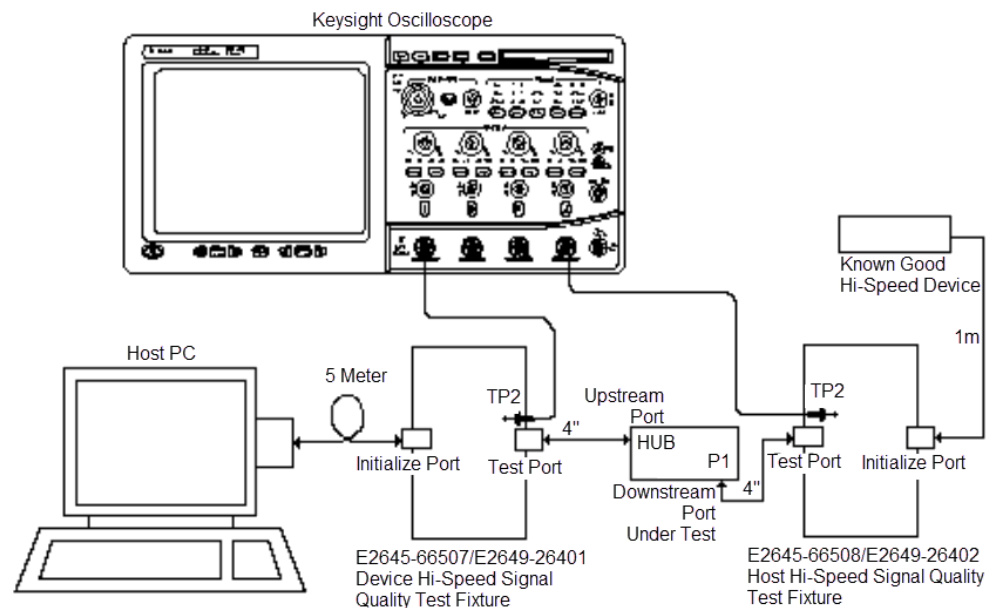 Keysight Oscilloscope
Known Good
Hi-Speed Device
1m
Host PC
5 Meter
TP2
Upstream
Port
TP2
4"
HUB
P1
Initialize Port
Test Port
Test Port
Initialize Port
4"
Downstream
Port
Under Test
E2645-66507/E2649-26401
Device Hi-Speed Signal
Quality Test Fixture
E2645-66508/E2649-26402
Host Hi-Speed Signal Quality
Test Fixture